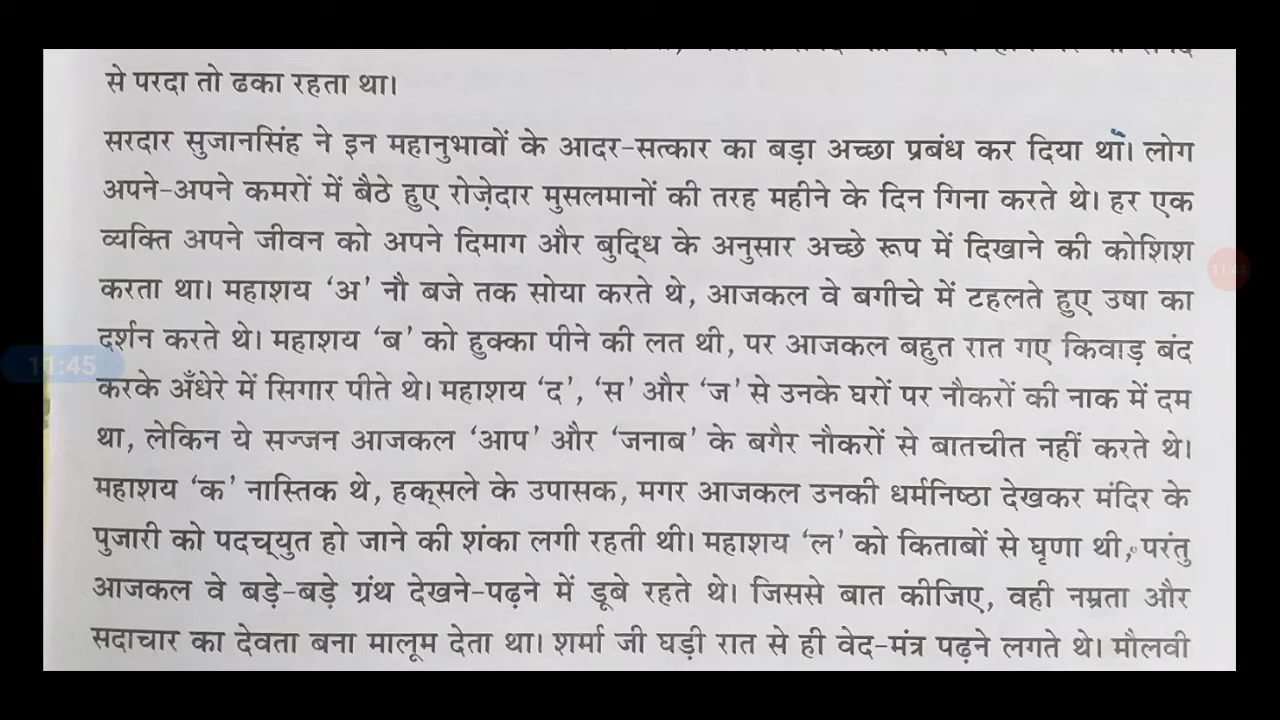 से परदा तो ढका रहता था।
सरदार सुजानसिंह ने इन महानुभावों के आदर-सत्कार का बड़ा अच्छा प्रबंध कर दिया था। लोग
अपने-अपने कमरों में बैठे हुए रोज़ेदार मुसलमानों की तरह महीने के दिन गिना करते थे। हर एक
व्यक्ति अपने जीवन को अपने दिमाग और बुद्धि के अनुसार अच्छे रूप में दिखाने की कोशिश
करता था। महाशय ‘अ’ नौ बजे तक सोया करते थे, आजकल वे बगीचे में टहलते हुए उषा का
दर्शन करते थे। महाशय ‘ब’ को हुक्का पीने की लत थी, पर आजकल बहुत रात गए किवाड़ बंद
11:45
करके अँधेरे में सिगार पीते थे। महाशय ‘द’, ‘स’ और ‘ज’ से उनके घरों पर नौकरों की नाक में दम
था, लेकिन ये सज्जन आजकल ‘आप’ और ‘जनाब’ के बगैर नौकरों से बातचीत नहीं करते थे।
महाशय ‘क’ नास्तिक थे, हक्सले के उपासक, मगर आजकल उनकी धर्मनिष्ठा देखकर मंदिर के
पुजारी को पदच्युत हो जाने की शंका लगी रहती थी। महाशय ‘ल’ को किताबों से घृणा थी, परंतु
आजकल वे बड़े-बड़े ग्रंथ देखने-पढ़ने में डूबे रहते थे। जिससे बात कीजिए, वही नम्रता और
सदाचार का देवता बना मालूम देता था। शर्मा जी घड़ी रात से ही वेद-मंत्र पढ़ने लगते थे। मौलवी